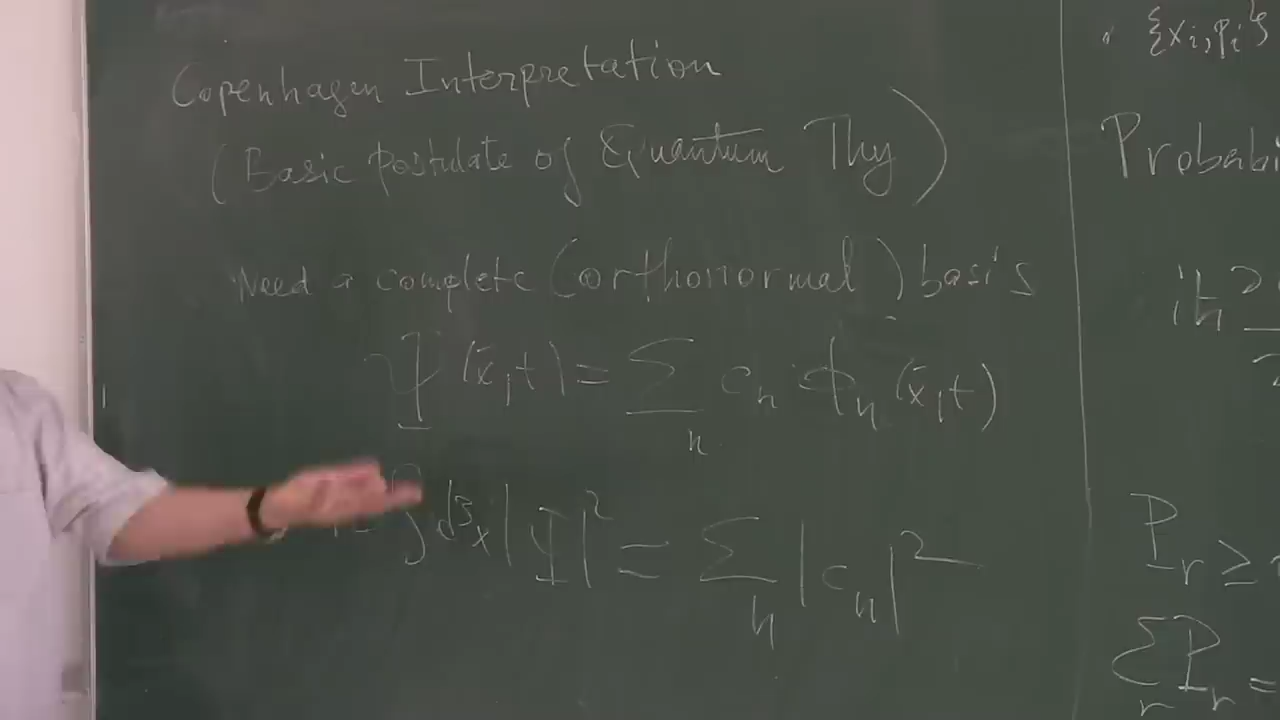 Copenhagen Interpretation
(Basic postulate of Quantum Thy)
Need a complete (orthonormal) basis
Ψ(x̄,t) = Σ_n c_n φ_n(x̄,t)
∫d³x|Ψ|² = Σ_n |c_n|²
{x_i, p_i}
Probabi
iħ
P_r ≥
Σ_r P_r =